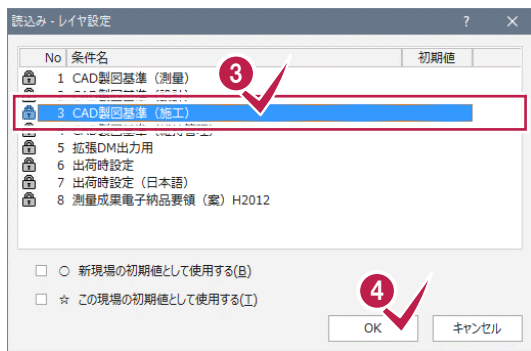 読込み - レイヤ設定
? ×
No 条件名 初期値
1 CAD製図基準（測量）
3
3 CAD製図基準（施工）
5 拡張DM出力用
6 出荷時設定
7 出荷時設定（日本語）
8 測量成果電子納品要領（案）H2012
○ 新現場の初期値として使用する(B)
☆ この現場の初期値として使用する(T)
4
OK キャンセル